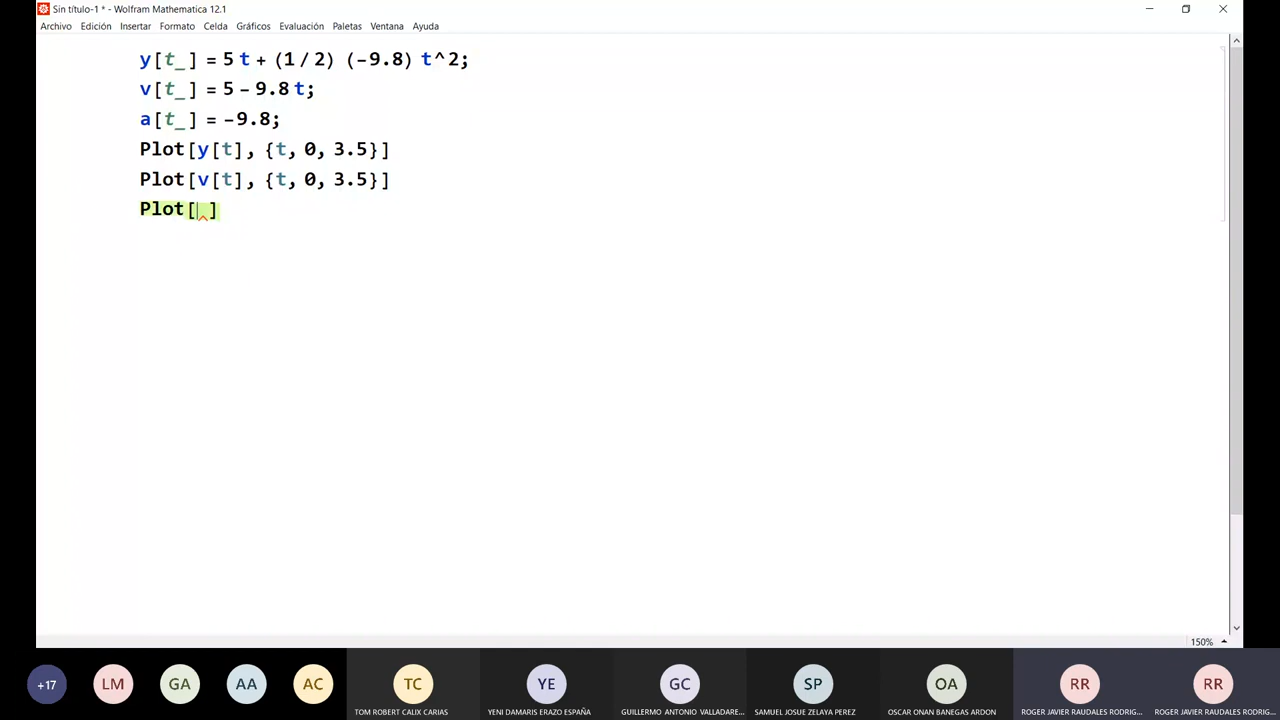 Sin título-1 * - Wolfram Mathematica 12.1
Archivo Edición Insertar Formato Celda Gráficos Evaluación Paletas Ventana Ayuda
y[t_] = 5 t + (1 / 2) (-9.8) t^2;
v[t_] = 5 - 9.8 t;
a[t_] = -9.8;
Plot[y[t], {t, 0, 3.5}]
Plot[v[t], {t, 0, 3.5}]
Plot[ ]
150%
+17 LM GA AA AC TC YE GC SP OA RR RR
TOM ROBERT CALIX CARIAS YENI DAMARIS ERAZO ESPAÑA GUILLERMO ANTONIO VALLADARE... SAMUEL JOSUE ZELAYA PEREZ OSCAR ONAN BANEGAS ARDON ROGER JAVIER RAUDALES RODRIG... ROGER JAVIER RAUDALES RODRIG...